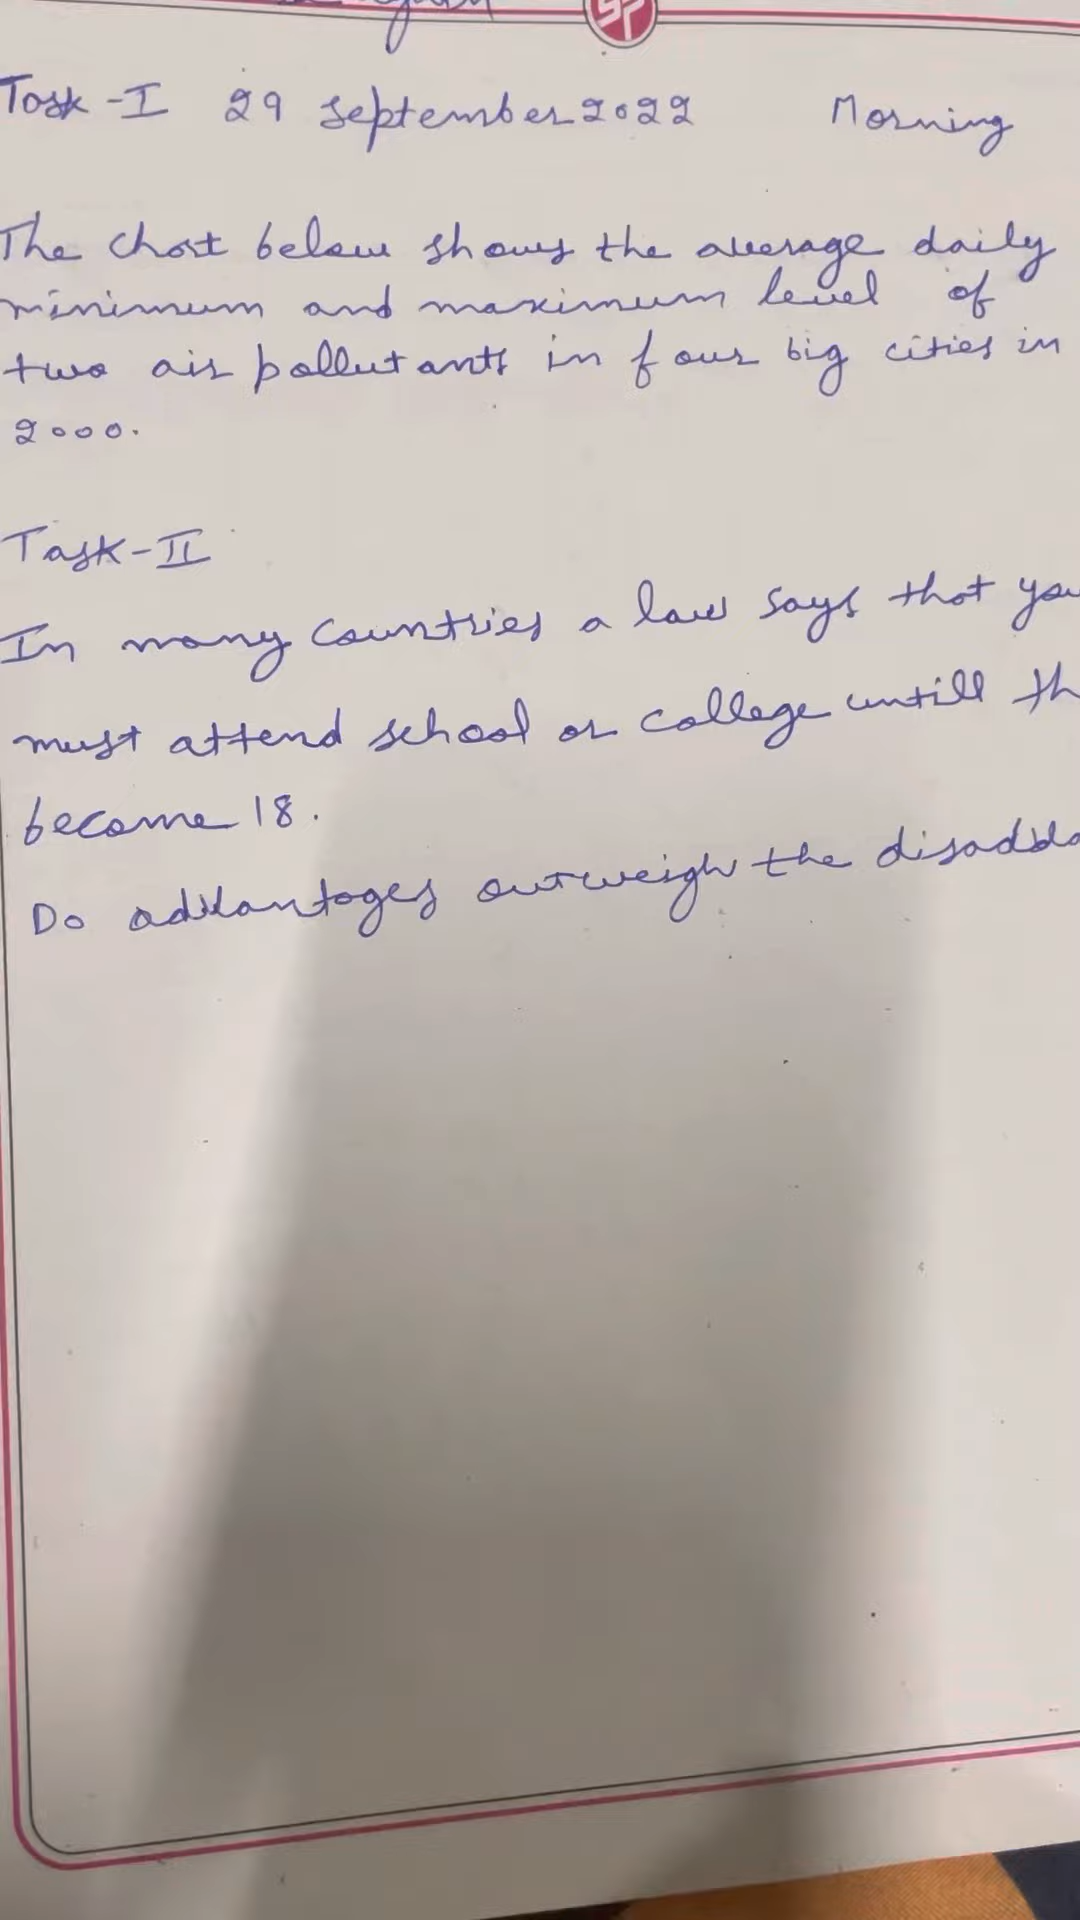 Task-I 29 September 2022 Morning
The chart below shows the average daily
minimum and maximum level of
two air pollutants in four big cities in
2000.
Task-II
In many countries a law says that you
must attend school or college untill th
become 18.
Do advantages outweigh the disadva